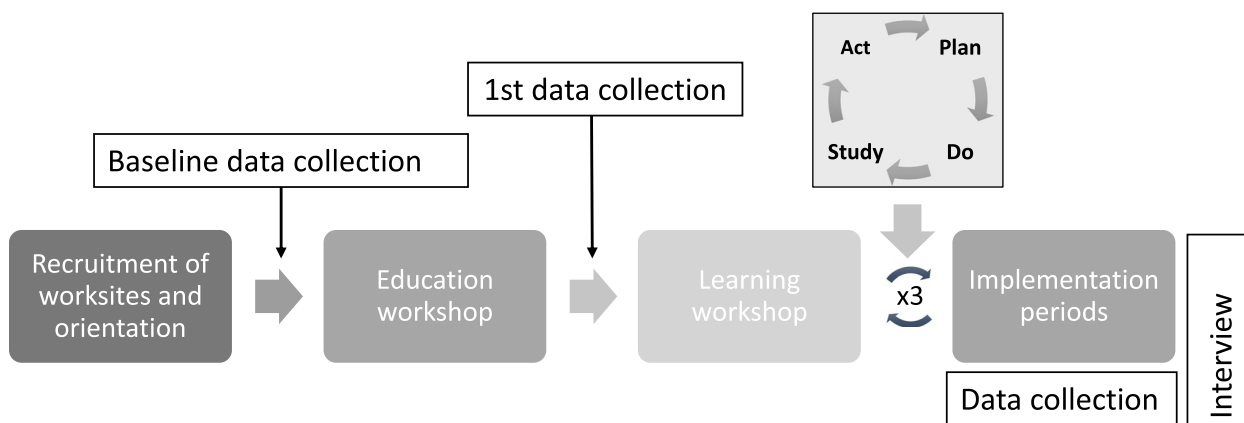 Act
Plan
Study
Do
1st data collection
Baseline data collection
Recruitment of
worksites and
orientation
Education
workshop
Learning
workshop
x3
Implementation
periods
Data collection
Interview